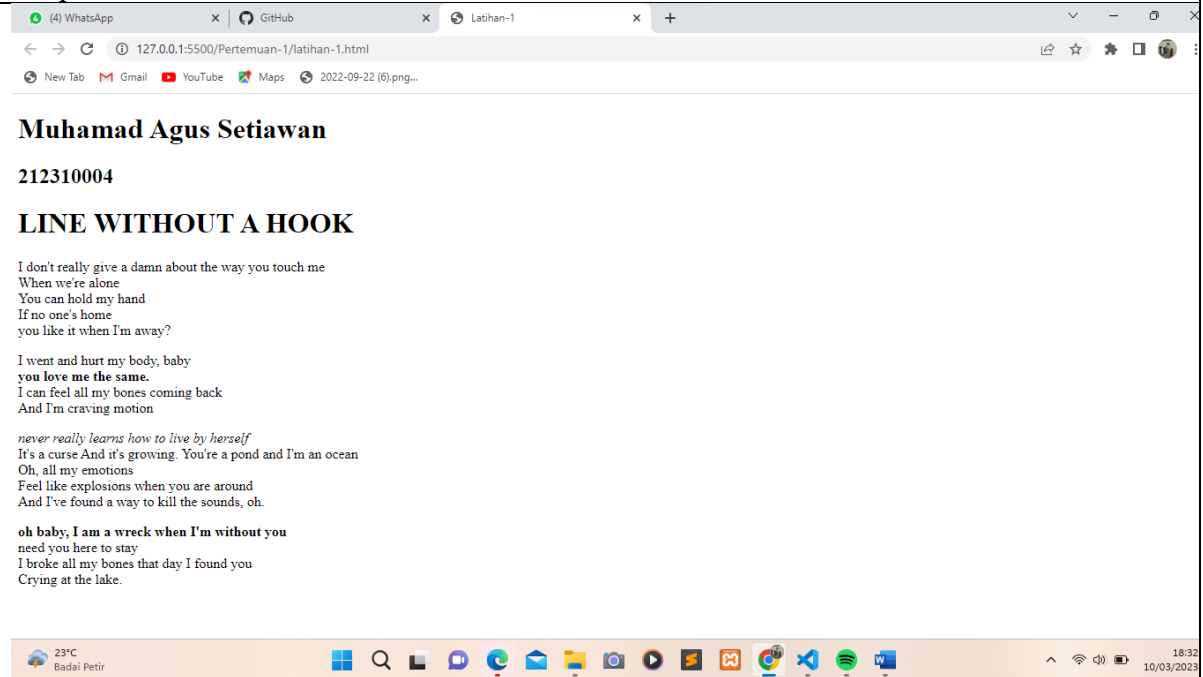 (4) WhatsApp
GitHub
Latihan-1
127.0.0.1:5500/Pertemuan-1/latihan-1.html
New Tab
Gmail
YouTube
Maps
2022-09-22 (6).png...
Muhamad Agus Setiawan
212310004
LINE WITHOUT A HOOK
I don't really give a damn about the way you touch me
When we're alone
You can hold my hand
If no one's home
you like it when I'm away?
I went and hurt my body, baby
you love me the same.
I can feel all my bones coming back
And I'm craving motion
never really learns how to live by herself
It's a curse And it's growing. You're a pond and I'm an ocean
Oh, all my emotions
Feel like explosions when you are around
And I've found a way to kill the sounds, oh.
oh baby, I am a wreck when I'm without you
need you here to stay
I broke all my bones that day I found you
Crying at the lake.
23°C
Badai Petir
18:32
10/03/2023